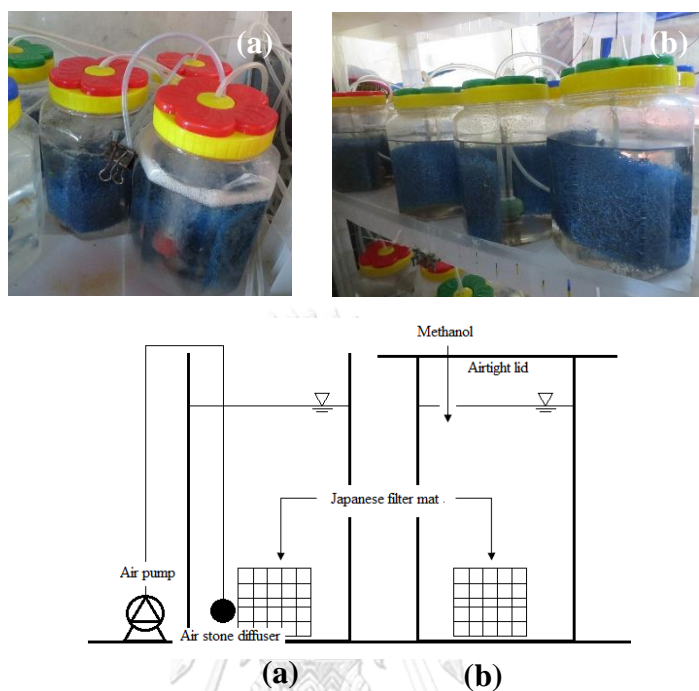 (a)
(b)
Methanol
Airtight lid
Japanese filter mat .
Air pump
Air stone diffuser
(a)
(b)